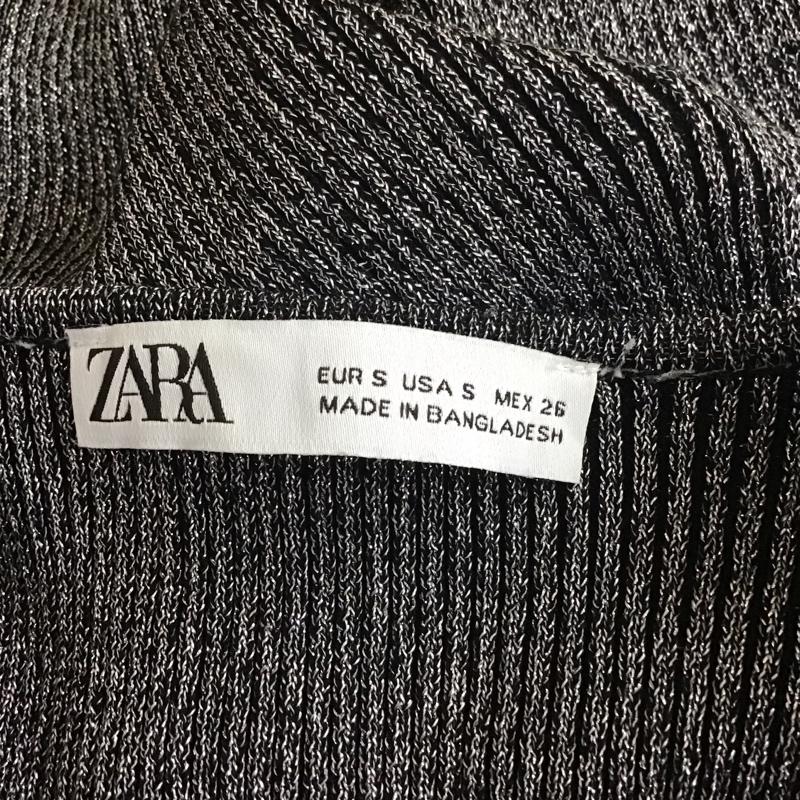 ZARA
EUR S USA S MEX 26
MADE IN BANGLADESH